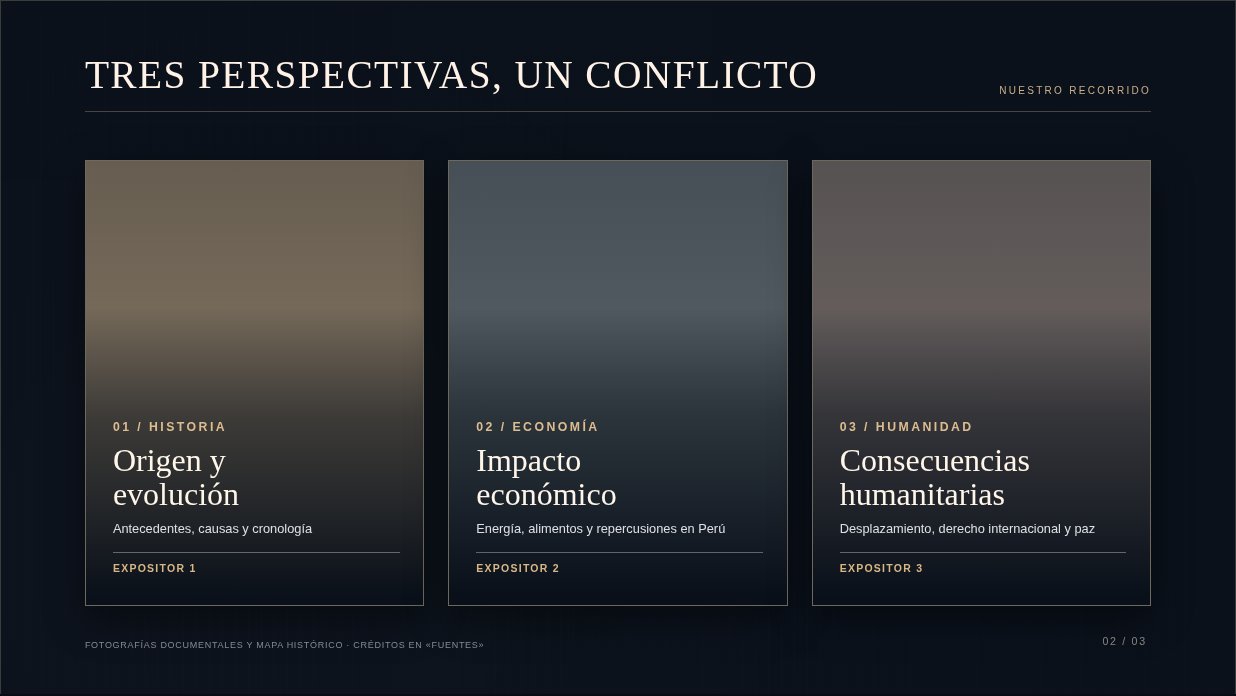 TRES PERSPECTIVAS, UN CONFLICTO
NUESTRO RECORRIDO
01 / HISTORIA
Origen y
evolución
Antecedentes, causas y cronología
EXPOSITOR 1
02 / ECONOMÍA
Impacto
económico
Energía, alimentos y repercusiones en Perú
EXPOSITOR 2
03 / HUMANIDAD
Consecuencias
humanitarias
Desplazamiento, derecho internacional y paz
EXPOSITOR 3
FOTOGRAFÍAS DOCUMENTALES Y MAPA HISTÓRICO · CRÉDITOS EN «FUENTES»
02 / 03